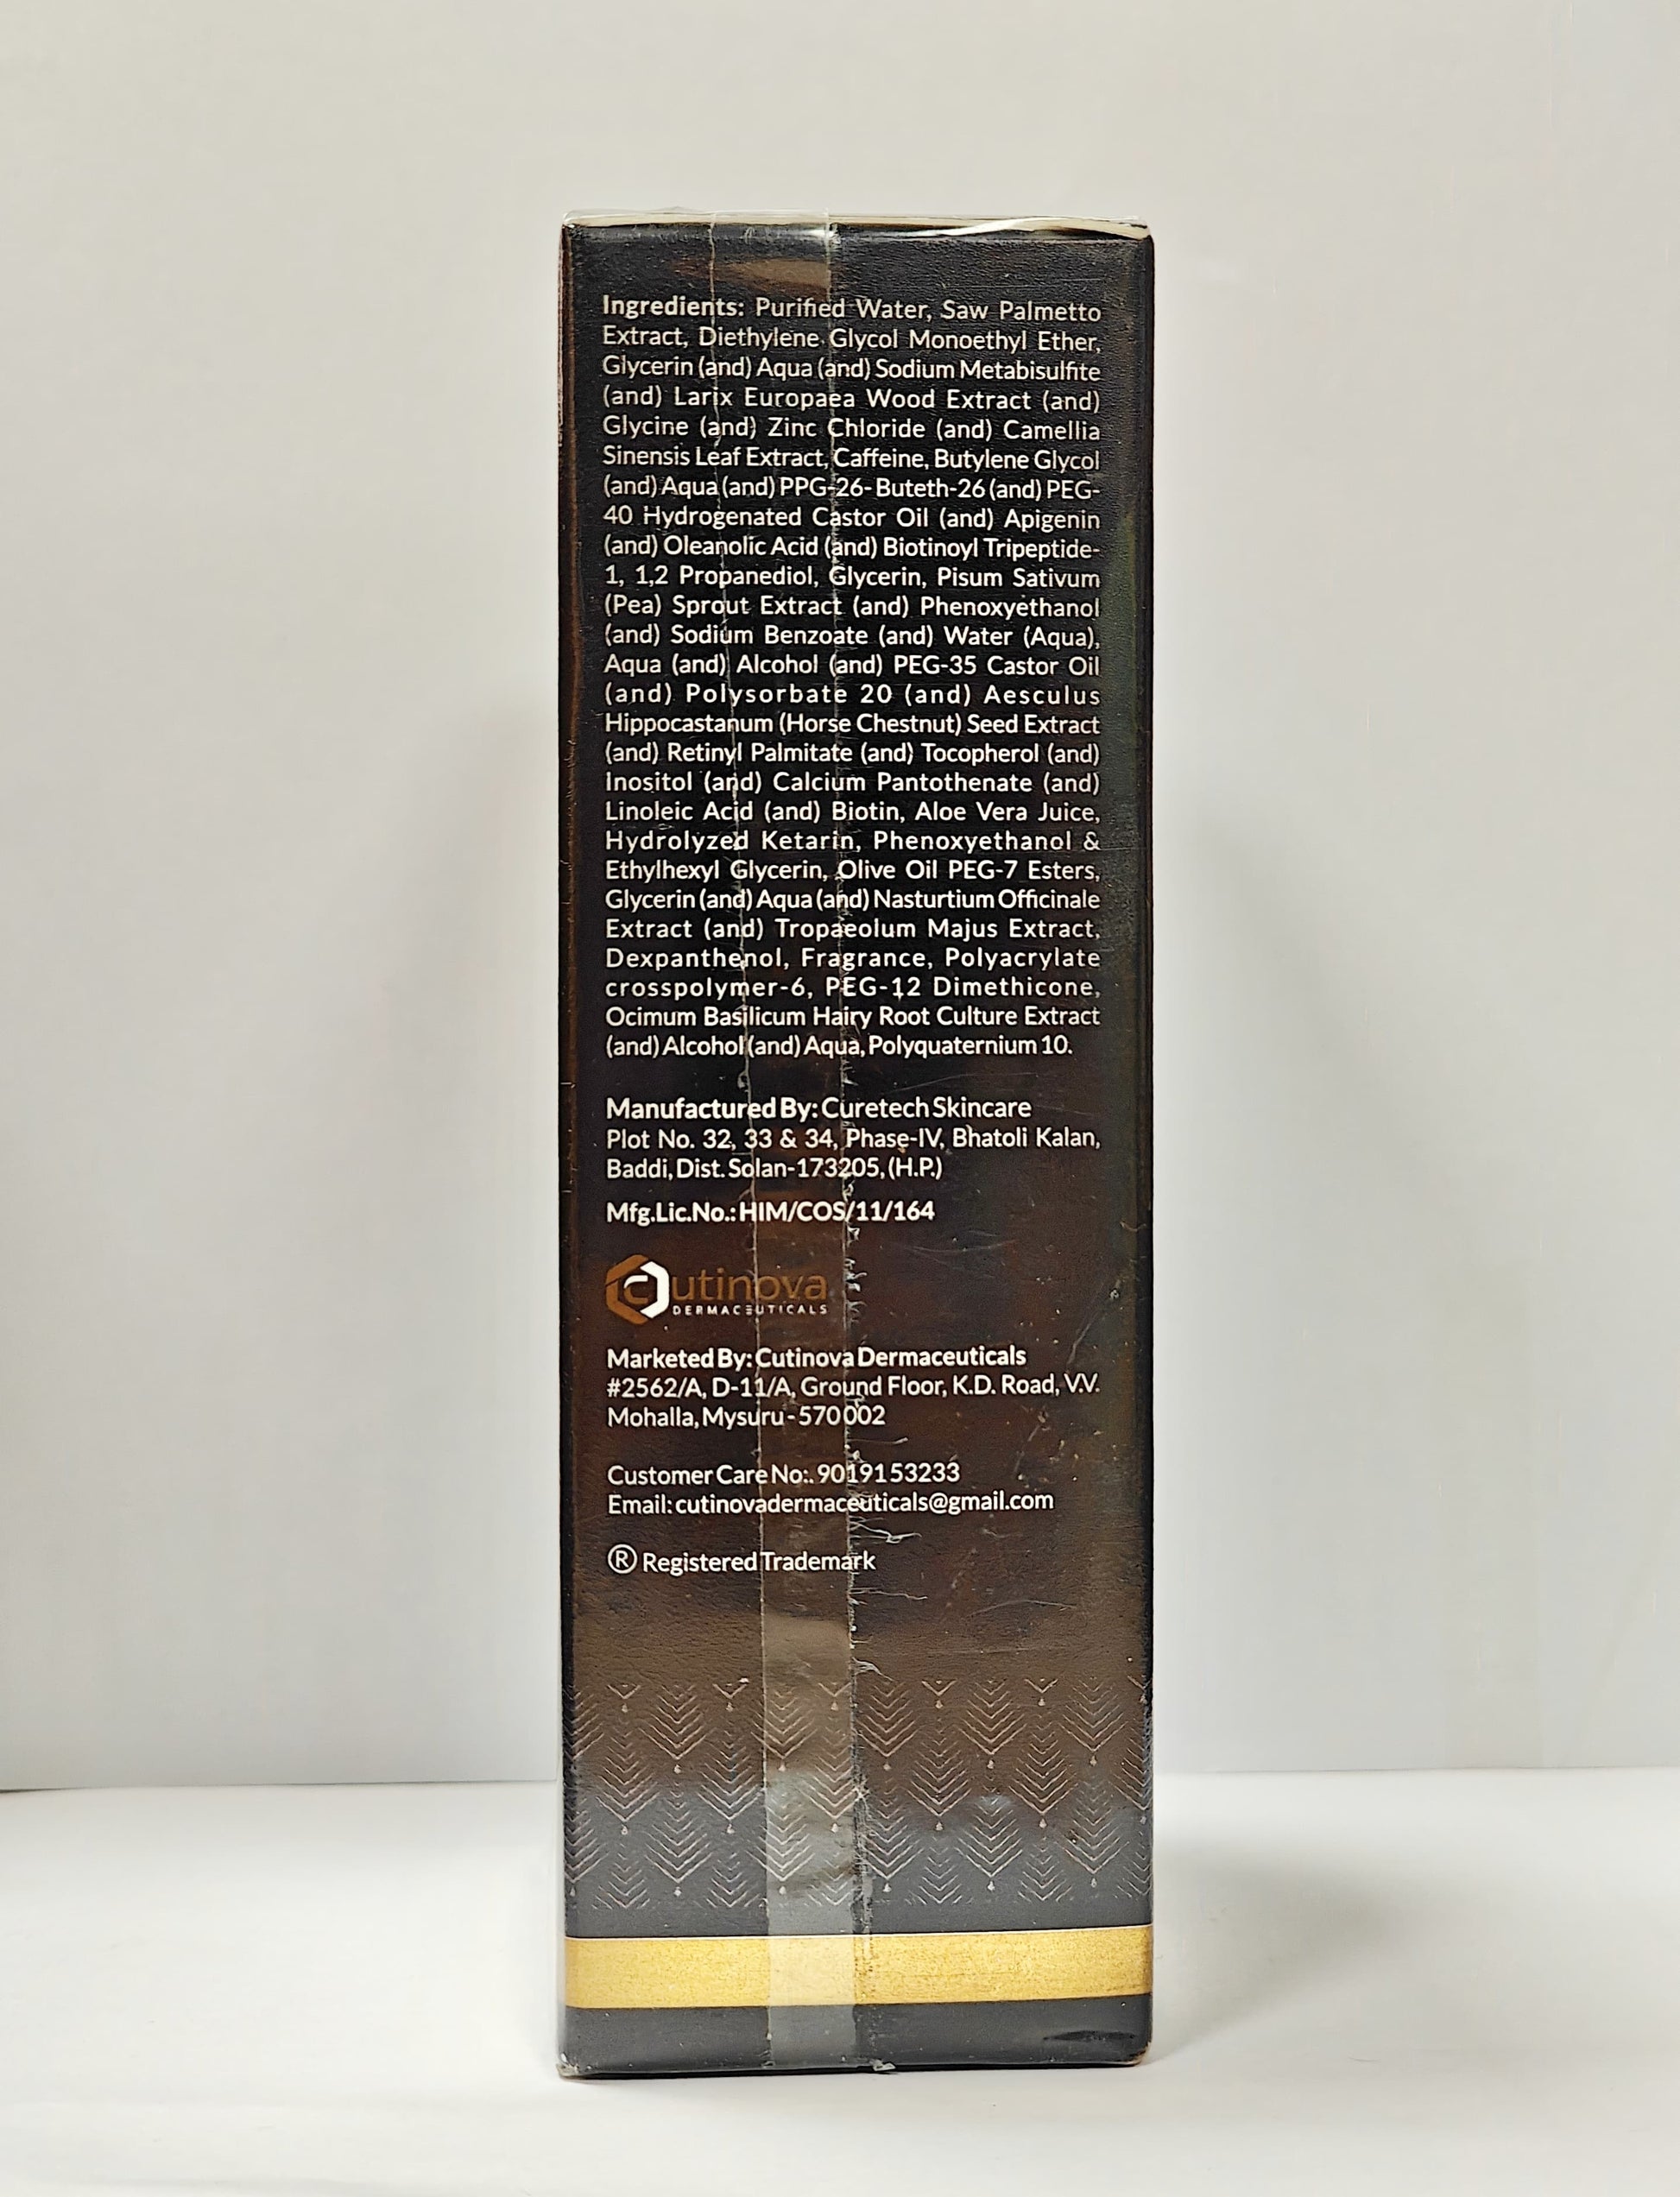 Ingredients: Purified Water, Saw Palmetto
Extract, Diethylene Glycol Monoethyl Ether,
Glycerin (and) Aqua (and) Sodium Metabisulfite
(and) Larix Europaea Wood Extract (and)
Glycine (and) Zinc Chloride (and) Camellia
Sinensis Leaf Extract, Caffeine, Butylene Glycol
(and) Aqua (and) PPG-26- Buteth-26 (and) PEG-
40 Hydrogenated Castor Oil (and) Apigenin
(and) Oleanolic Acid (and) Biotinoyl Tripeptide-
1, 1,2 Propanediol, Glycerin, Pisum Sativum
(Pea) Sprout Extract (and) Phenoxyethanol
(and) Sodium Benzoate (and) Water (Aqua),
Aqua (and) Alcohol (and) PEG-35 Castor Oil
(and) Polysorbate 20 (and) Aesculus
Hippocastanum (Horse Chestnut) Seed Extract
(and) Retinyl Palmitate (and) Tocopherol (and)
Inositol (and) Calcium Pantothenate (and)
Linoleic Acid (and) Biotin, Aloe Vera Juice,
Hydrolyzed Ketarin, Phenoxyethanol &
Ethylhexyl Glycerin, Olive Oil PEG-7 Esters,
Glycerin (and) Aqua (and) Nasturtium Officinale
Extract (and) Tropaeolum Majus Extract,
Dexpanthenol, Fragrance, Polyacrylate
crosspolymer-6, PEG-12 Dimethicone,
Ocimum Basilicum Hairy Root Culture Extract
(and) Alcohol (and) Aqua, Polyquaternium 10.
Manufactured By: Curetech Skincare
Plot No. 32, 33 & 34, Phase-IV, Bhatoli Kalan,
Baddi, Dist. Solan-173205, (H.P.)
Mfg.Lic.No.: HIM/COS/11/164
Cutinova
DERMACEUTICALS
Marketed By: Cutinova Dermaceuticals
#2562/A, D-11/A, Ground Floor, K.D. Road, V.V.
Mohalla, Mysuru - 570002
Customer Care No:. 9019153233
Email: cutinovadermaceuticals@gmail.com
® Registered Trademark